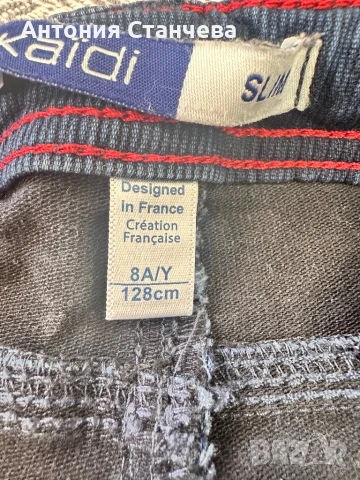 Антония Станчева
kaidi
SLIM
Designed
in France
Création
Française
8A/Y
128cm